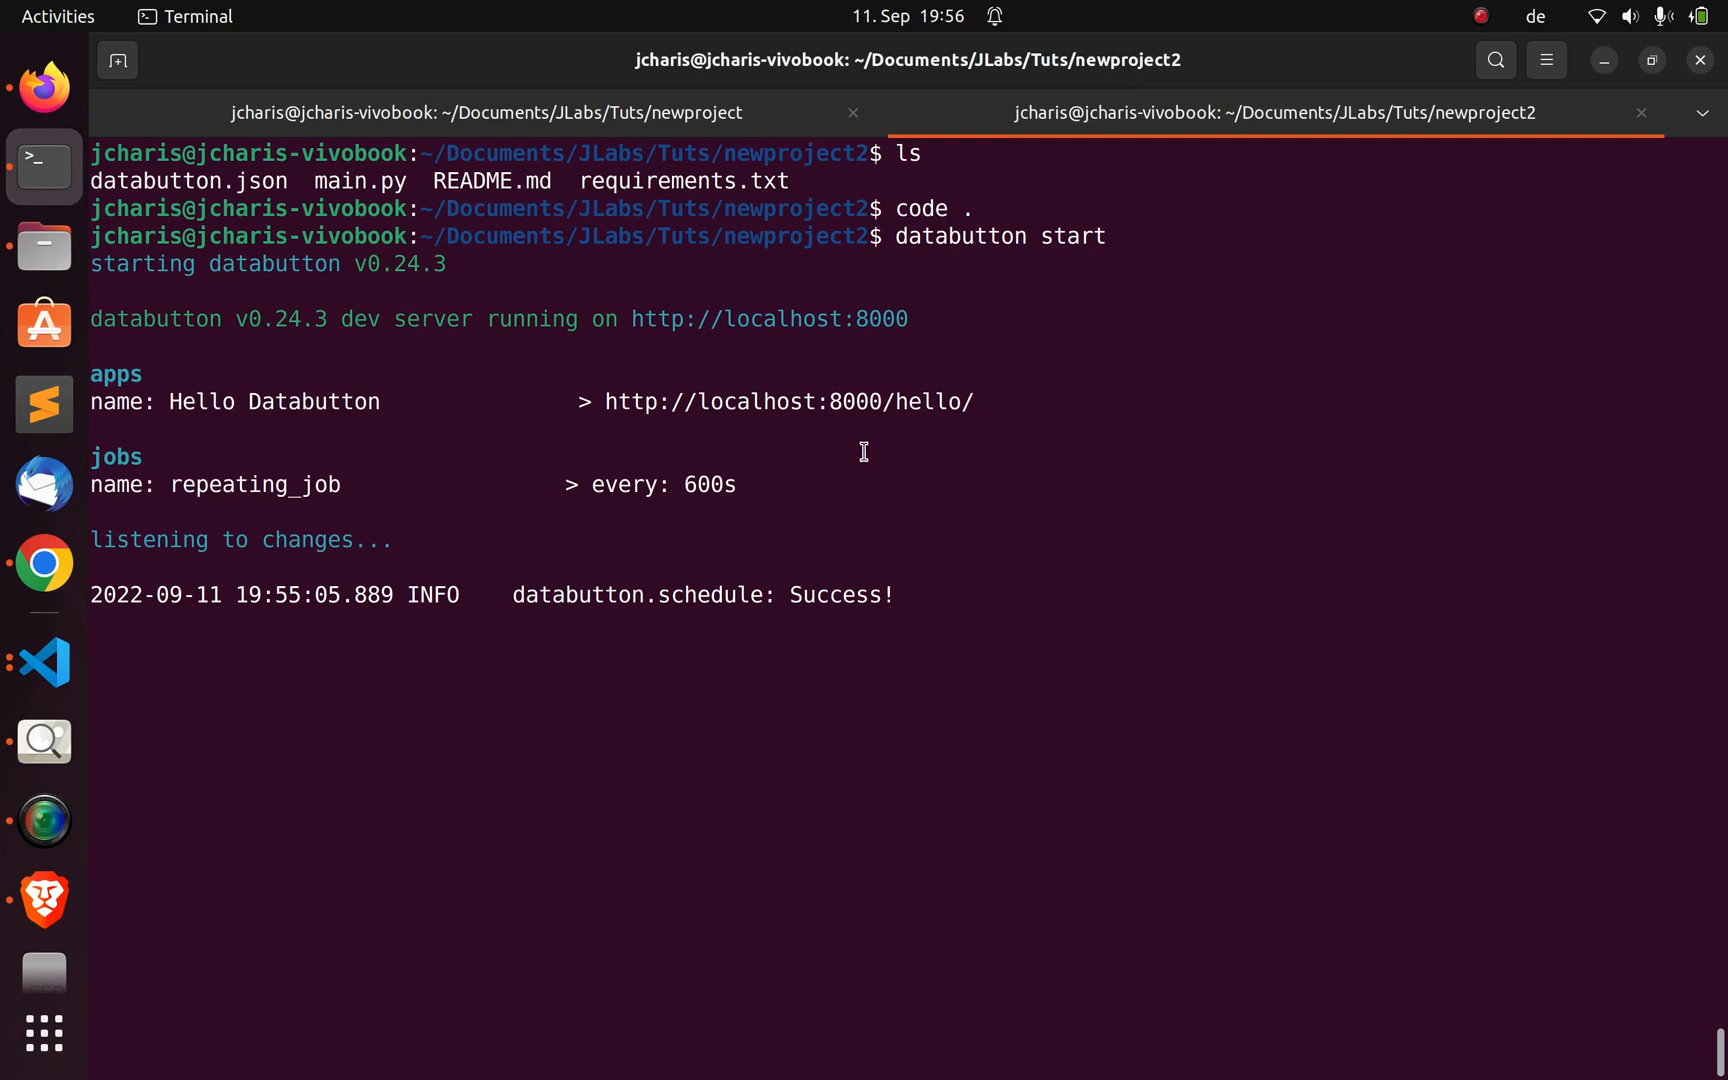 Activities Terminal 11. Sep 19:56 de
jcharis@jcharis-vivobook: ~/Documents/JLabs/Tuts/newproject2
jcharis@jcharis-vivobook: ~/Documents/JLabs/Tuts/newproject jcharis@jcharis-vivobook: ~/Documents/JLabs/Tuts/newproject2
jcharis@jcharis-vivobook:~/Documents/JLabs/Tuts/newproject2$ ls
databutton.json main.py README.md requirements.txt
jcharis@jcharis-vivobook:~/Documents/JLabs/Tuts/newproject2$ code .
jcharis@jcharis-vivobook:~/Documents/JLabs/Tuts/newproject2$ databutton start
starting databutton v0.24.3
databutton v0.24.3 dev server running on http://localhost:8000
apps
name: Hello Databutton > http://localhost:8000/hello/
jobs
name: repeating_job > every: 600s
listening to changes...
2022-09-11 19:55:05.889 INFO databutton.schedule: Success!